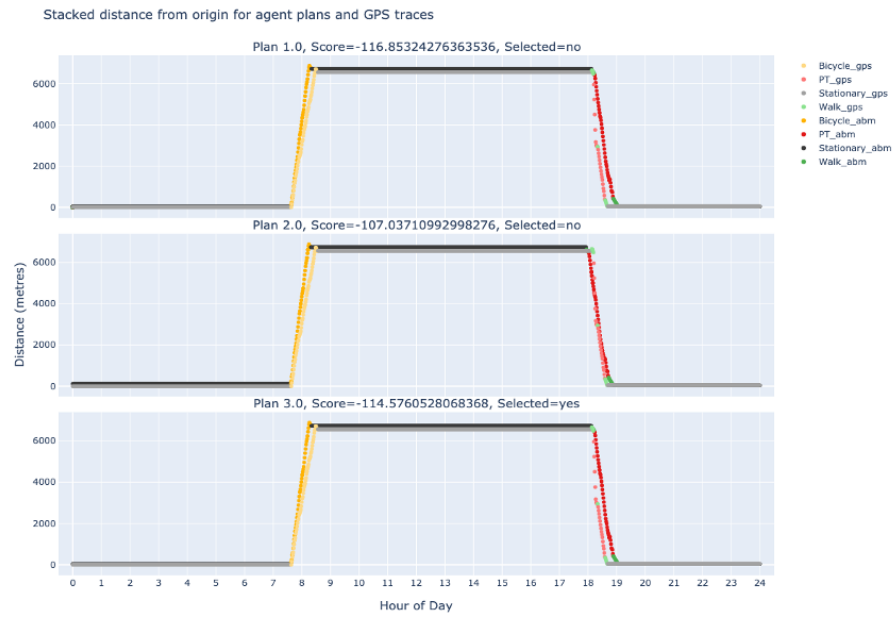 Stacked distance from origin for agent plans and GPS traces
Plan 1.0, Score=-116.85324276363536, Selected=no
6000
4000
2000
0
Bicycle_gps
PT_gps
Stationary_gps
Walk_gps
Bicycle_abm
PT_abm
Stationary_abm
Walk_abm
Plan 2.0, Score=-107.03710992998276, Selected=no
6000
4000
2000
0
Distance (metres)
Plan 3.0, Score=-114.5760528068368, Selected=yes
6000
4000
2000
0
0 1 2 3 4 5 6 7 8 9 10 11 12 13 14 15 16 17 18 19 20 21 22 23 24
Hour of Day